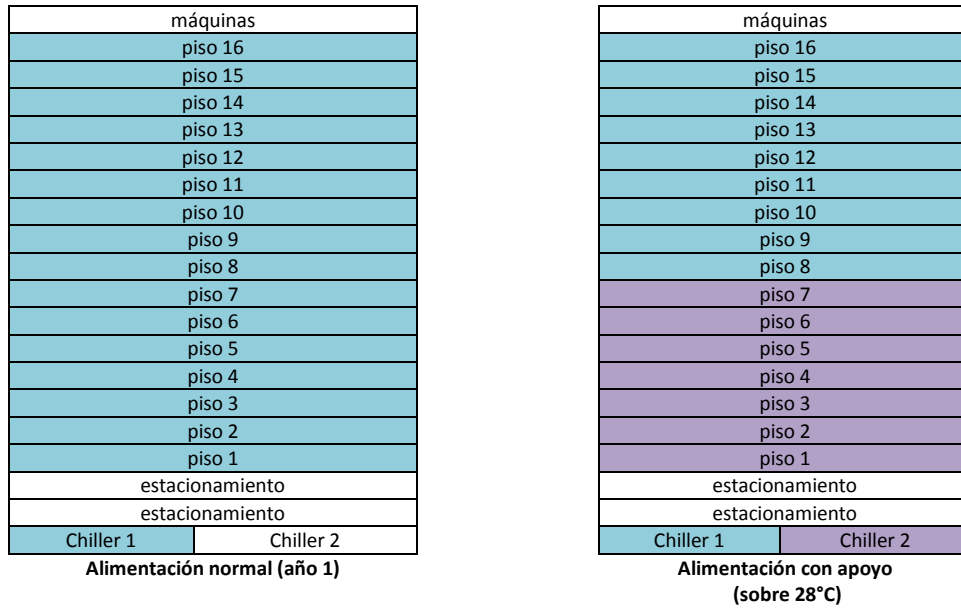 máquinas
piso 16
piso 15
piso 14
piso 13
piso 12
piso 11
piso 10
piso 9
piso 8
piso 7
piso 6
piso 5
piso 4
piso 3
piso 2
piso 1
estacionamiento
estacionamiento
Chiller 1 Chiller 2
Alimentación normal (año 1)
máquinas
piso 16
piso 15
piso 14
piso 13
piso 12
piso 11
piso 10
piso 9
piso 8
piso 7
piso 6
piso 5
piso 4
piso 3
piso 2
piso 1
estacionamiento
estacionamiento
Chiller 1 Chiller 2
Alimentación con apoyo
(sobre 28°C)